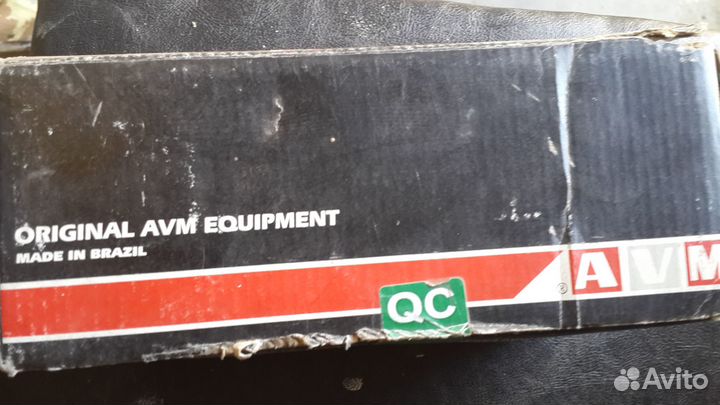 ORIGINAL AVM EQUIPMENT
MADE IN BRAZIL
® AVM
QC
Avito